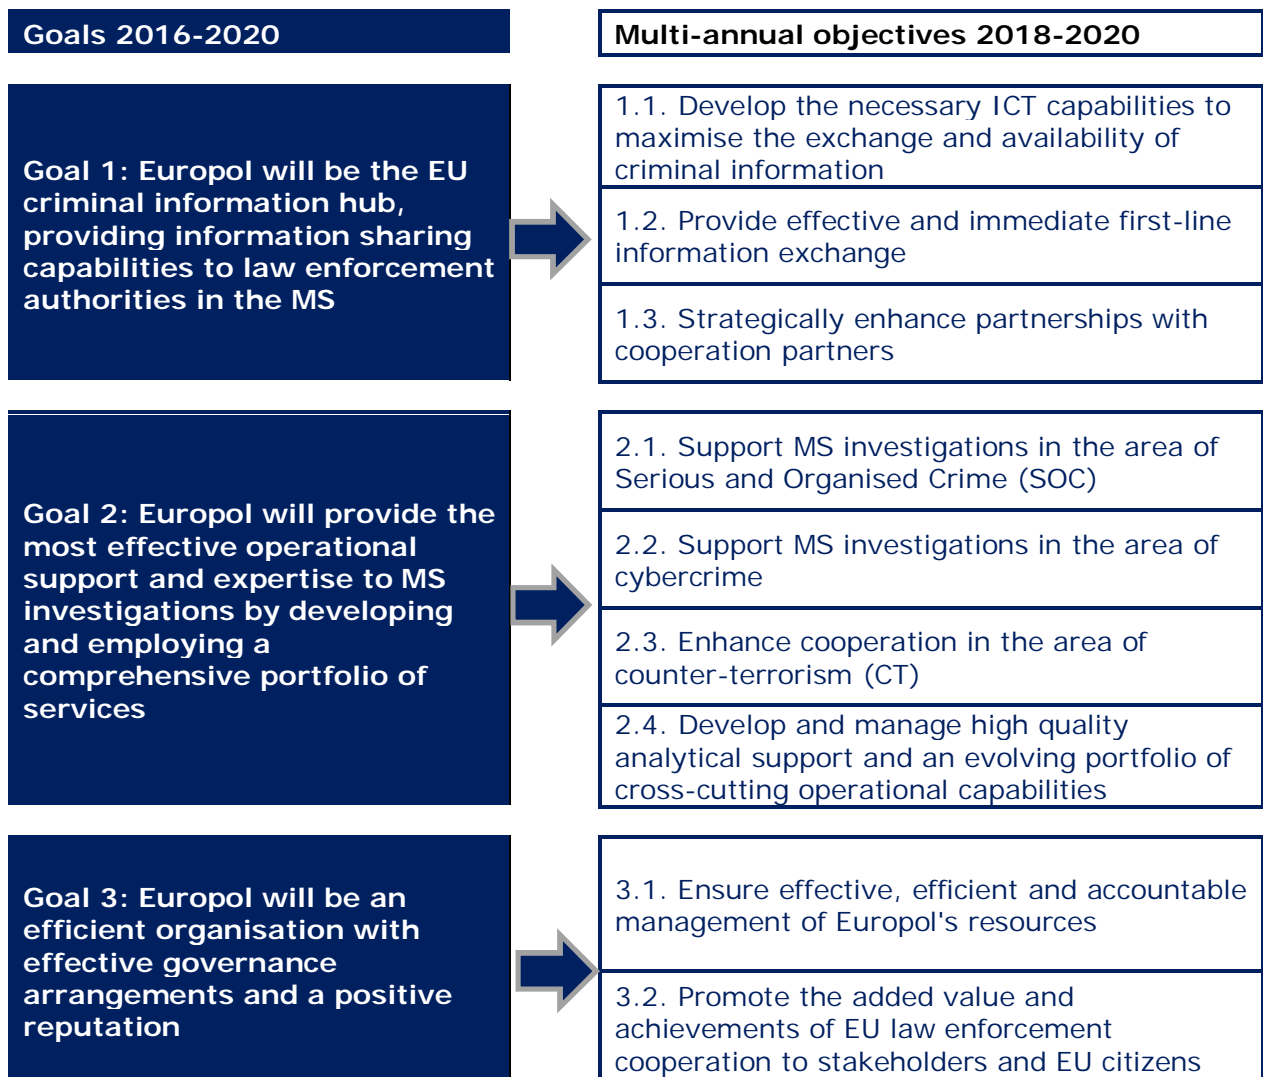 Goals 2016-2020
Multi-annual objectives 2018-2020
Goal 1: Europol will be the EU
criminal information hub,
providing information sharing
capabilities to law enforcement
authorities in the MS
1.1. Develop the necessary ICT capabilities to
maximise the exchange and availability of
criminal information
1.2. Provide effective and immediate first-line
information exchange
1.3. Strategically enhance partnerships with
cooperation partners
Goal 2: Europol will provide the
most effective operational
support and expertise to MS
investigations by developing
and employing a
comprehensive portfolio of
services
2.1. Support MS investigations in the area of
Serious and Organised Crime (SOC)
2.2. Support MS investigations in the area of
cybercrime
2.3. Enhance cooperation in the area of
counter-terrorism (CT)
2.4. Develop and manage high quality
analytical support and an evolving portfolio of
cross-cutting operational capabilities
Goal 3: Europol will be an
efficient organisation with
effective governance
arrangements and a positive
reputation
3.1. Ensure effective, efficient and accountable
management of Europol's resources
3.2. Promote the added value and
achievements of EU law enforcement
cooperation to stakeholders and EU citizens